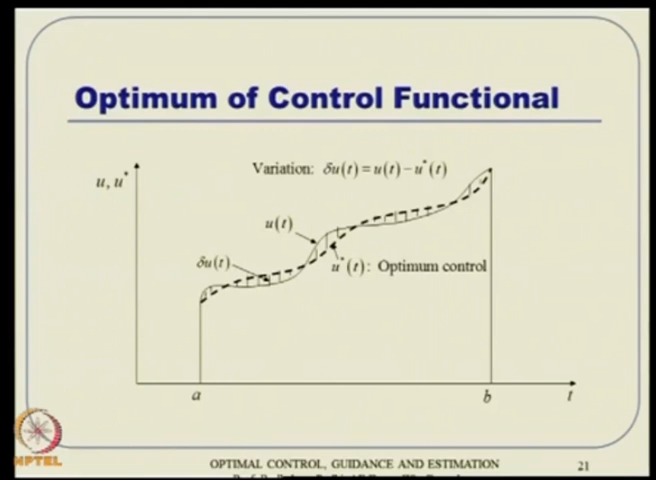 Optimum of Control Functional
Variation: δu(t) = u(t) − u*(t)
u, u*
u(t)
δu(t)
u*(t): Optimum control
a
b
t
NPTEL
OPTIMAL CONTROL, GUIDANCE AND ESTIMATION
21